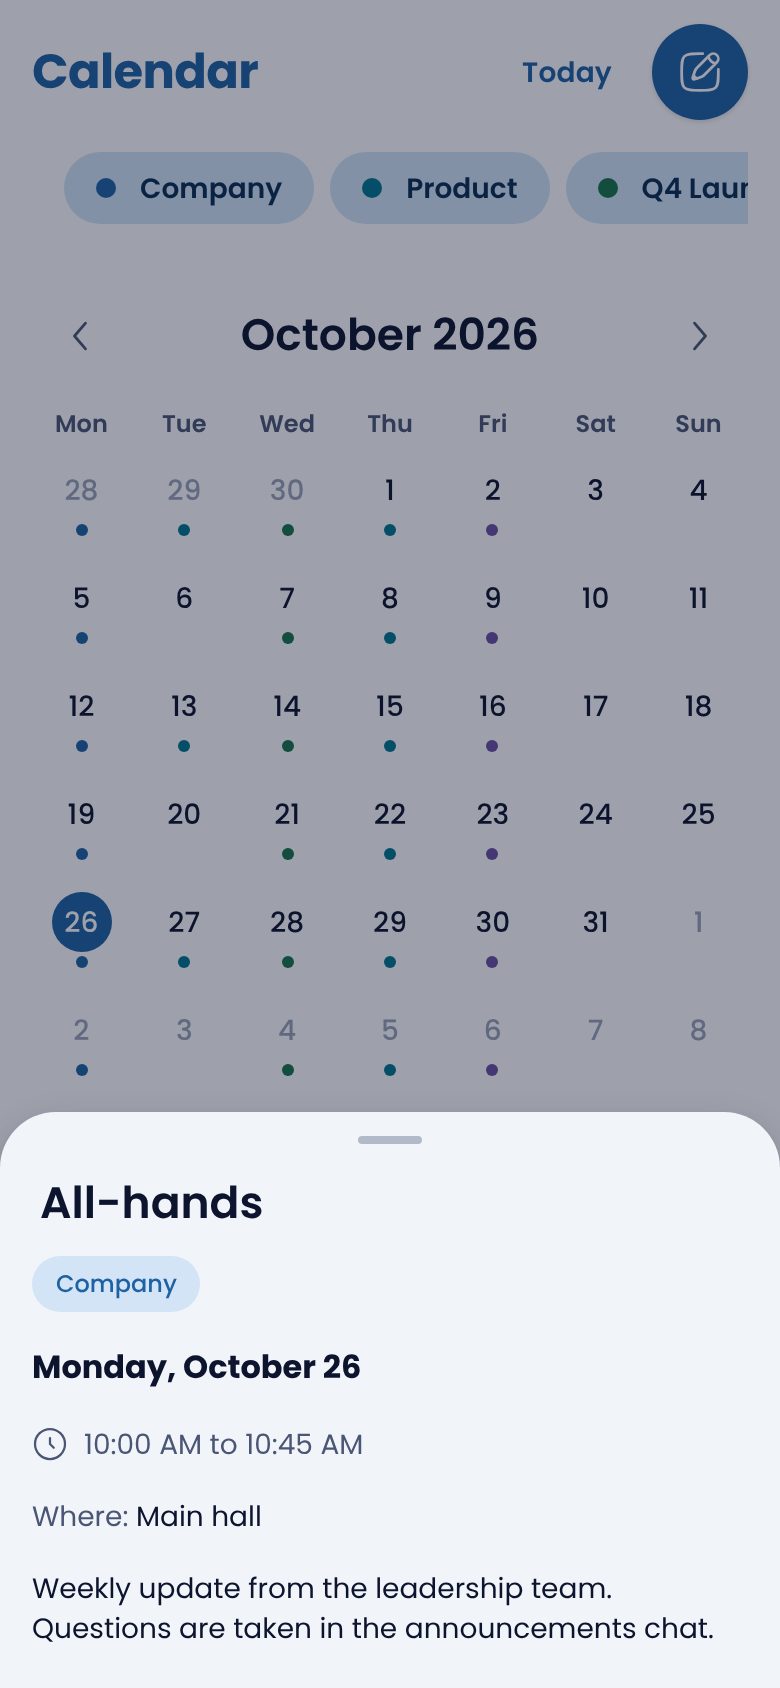 Calendar
Today
Company
Product
Q4 Laun
October 2026
Mon Tue Wed Thu Fri Sat Sun
28 29 30 1 2 3 4
5 6 7 8 9 10 11
12 13 14 15 16 17 18
19 20 21 22 23 24 25
26 27 28 29 30 31 1
2 3 4 5 6 7 8
All-hands
Company
Monday, October 26
10:00 AM to 10:45 AM
Where: Main hall
Weekly update from the leadership team.
Questions are taken in the announcements chat.